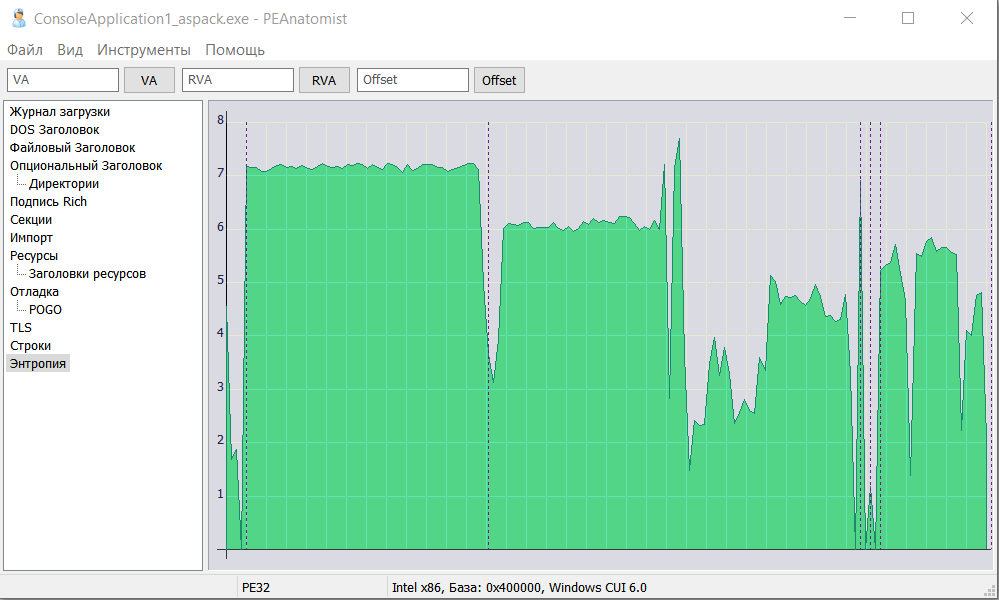 ConsoleApplication1_aspack.exe - PEAnatomist
Файл Вид Инструменты Помощь
VA VA RVA RVA Offset Offset
Журнал загрузки
DOS Заголовок
Файловый Заголовок
Опциональный Заголовок
Директории
Подпись Rich
Секции
Импорт
Ресурсы
Заголовки ресурсов
Отладка
POGO
TLS
Строки
Энтропия
8
7
6
5
4
3
2
1
PE32 Intel x86, База: 0x400000, Windows CUI 6.0